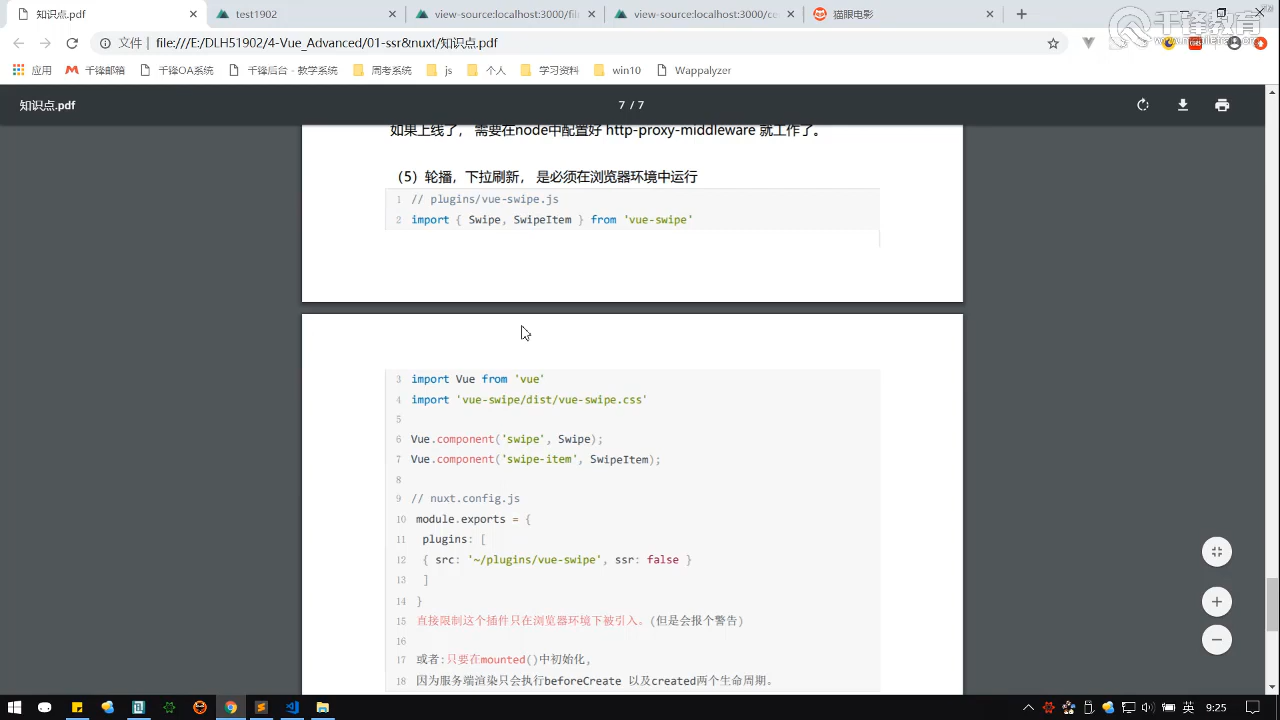 知识点.pdf
test1902
view-source:localhost:3000/fil
view-source:localhost:3000/ce
猫眼电影
千锋教育
文件 | file:///E:/DLH51902/4-Vue_Advanced/01-ssr&nuxt/知识点.pdf
应用 千锋邮箱 千锋OA系统 千锋后台 - 教学系统 周考系统 js 个人 学习资料 win10 Wappalyzer
知识点.pdf
7 / 7
如果上线了， 需要在node中配置好 http-proxy-middleware 就工作了。
（5）轮播，下拉刷新， 是必须在浏览器环境中运行
1 // plugins/vue-swipe.js
2 import { Swipe, SwipeItem } from 'vue-swipe'
3 import Vue from 'vue'
4 import 'vue-swipe/dist/vue-swipe.css'
5
6 Vue.component('swipe', Swipe);
7 Vue.component('swipe-item', SwipeItem);
8
9 // nuxt.config.js
10 module.exports = {
11 plugins: [
12 { src: '~/plugins/vue-swipe', ssr: false }
13 ]
14 }
15 直接限制这个插件只在浏览器环境下被引入。(但是会报个警告)
16
17 或者:只要在mounted()中初始化,
18 因为服务端渲染只会执行beforeCreate 以及created两个生命周期。
英 9:25